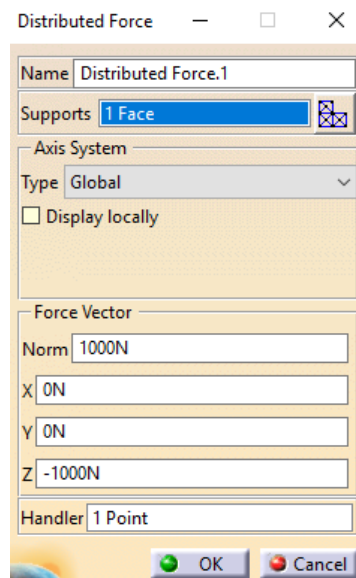 Distributed Force
Name Distributed Force.1
Supports 1 Face
Axis System
Type Global
Display locally
Force Vector
Norm 1000N
X 0N
Y 0N
Z -1000N
Handler 1 Point
OK Cancel